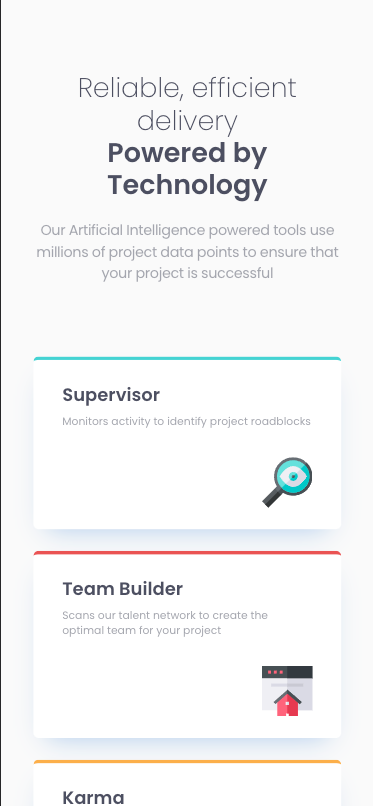 Reliable, efficient
delivery
Powered by
Technology
Our Artificial Intelligence powered tools use
millions of project data points to ensure that
your project is successful
Supervisor
Monitors activity to identify project roadblocks
Team Builder
Scans our talent network to create the
optimal team for your project
Karma